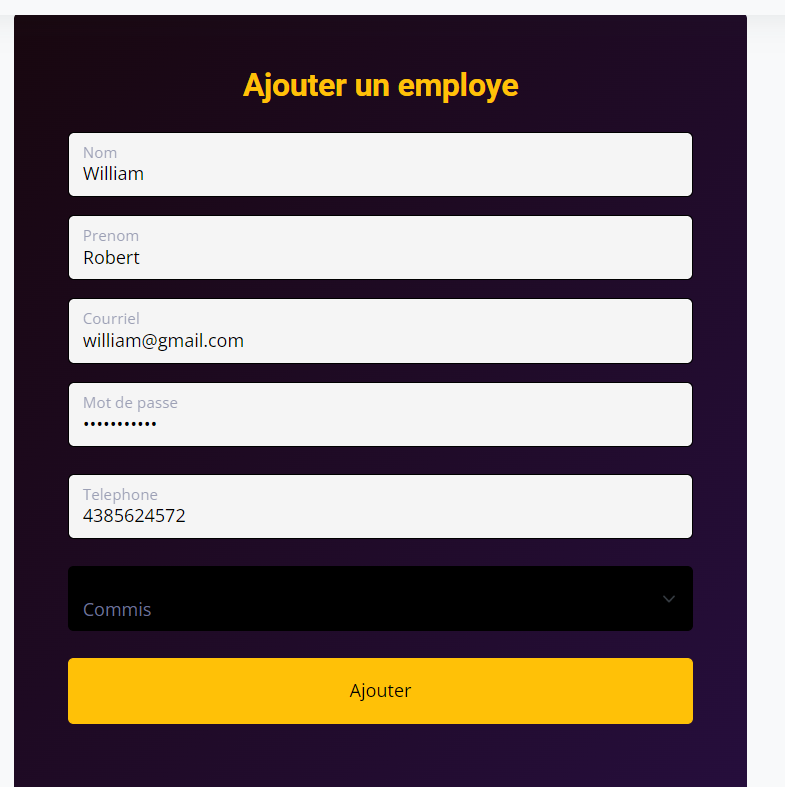 Ajouter un employe
Nom
William
Prenom
Robert
Courriel
william@gmail.com
Mot de passe
•••••••••••
Telephone
4385624572
Commis
Ajouter